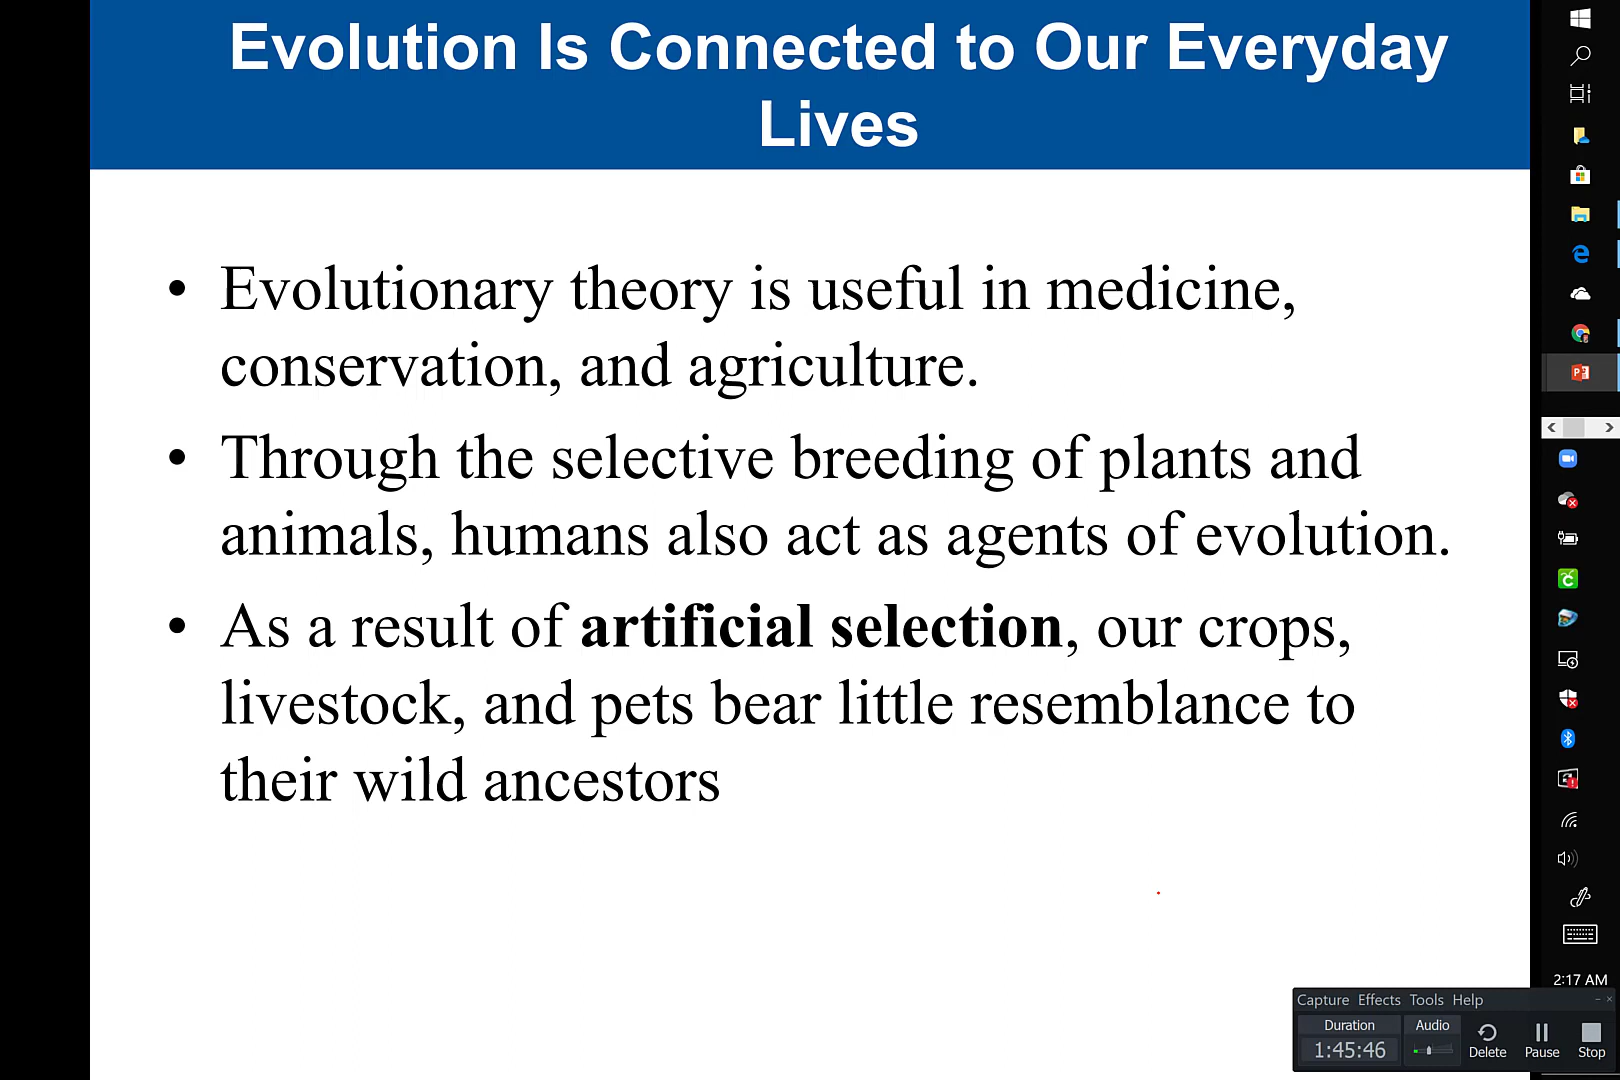 Evolution Is Connected to Our Everyday
Lives
• Evolutionary theory is useful in medicine,
conservation, and agriculture.
• Through the selective breeding of plants and
animals, humans also act as agents of evolution.
• As a result of artificial selection, our crops,
livestock, and pets bear little resemblance to
their wild ancestors
2:17 AM
Capture Effects Tools Help
Duration Audio
1:45:46 Delete Pause Stop